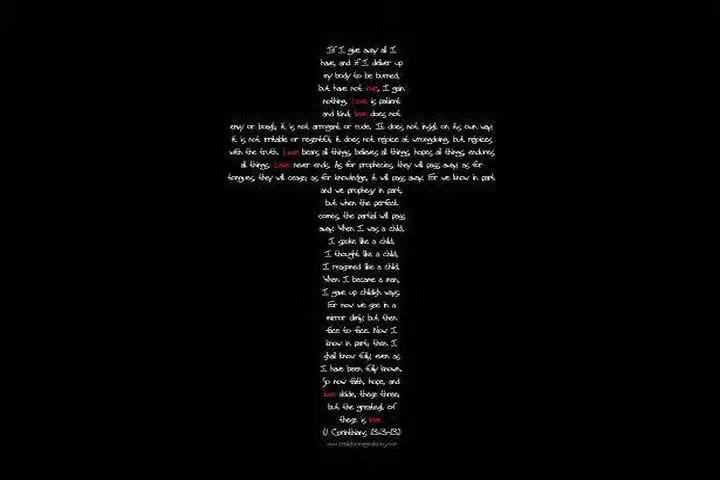 If I give away all I
have, and if I deliver up
my body to be burned,
but have not love, I gain
nothing. Love is patient
and kind; love does not
envy or boast; it is not arrogant or rude. It does not insist on its own way;
it is not irritable or resentful; it does not rejoice at wrongdoing, but rejoices
with the truth. Love bears all things, believes all things, hopes all things, endures
all things. Love never ends. As for prophecies, they will pass away; as for
tongues, they will cease; as for knowledge, it will pass away. For we know in part
and we prophesy in part,
but when the perfect
comes, the partial will pass
away. When I was a child,
I spoke like a child,
I thought like a child,
I reasoned like a child.
When I became a man,
I gave up childish ways.
For now we see in a
mirror dimly, but then
face to face. Now I
know in part; then I
shall know fully, even as
I have been fully known.
So now faith, hope, and
love abide, these three;
but the greatest of
these is love.
(1 Corinthians 13:3-13)